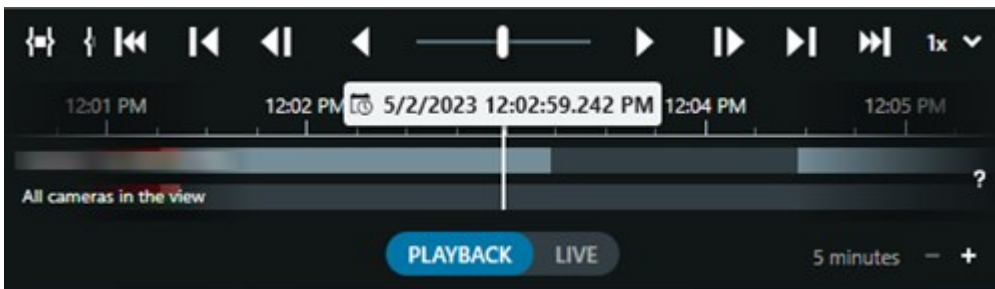 1x
12:01 PM 12:02 PM 5/2/2023 12:02:59.242 PM 12:04 PM 12:05 PM
?
All cameras in the view
PLAYBACK LIVE 5 minutes - +